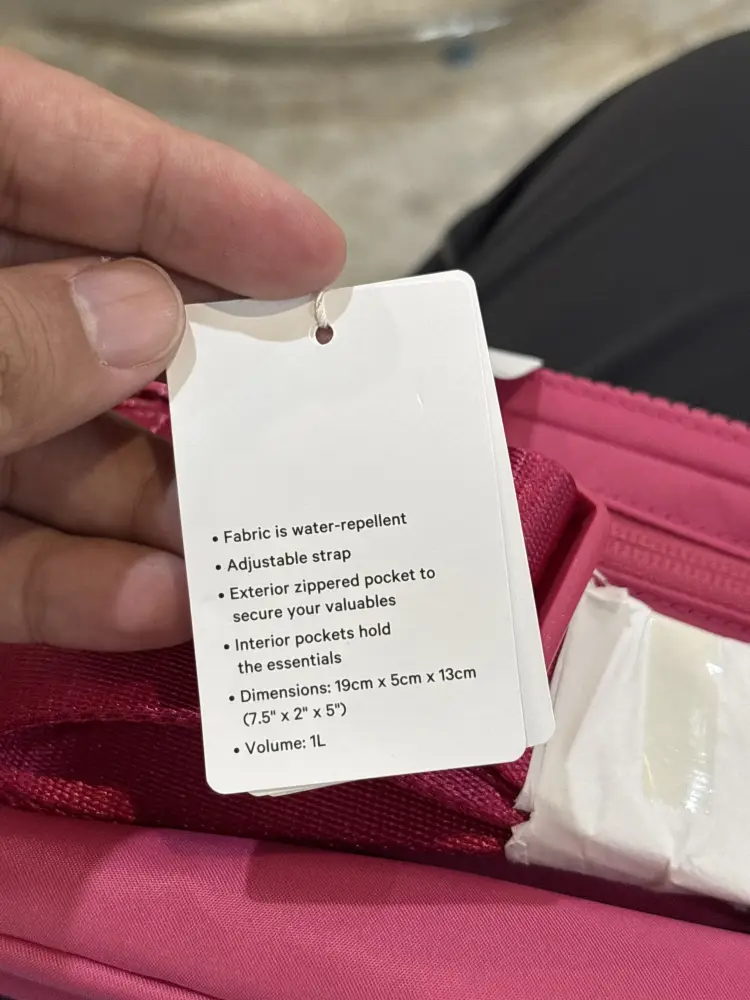 • Fabric is water-repellent
• Adjustable strap
• Exterior zippered pocket to
secure your valuables
• Interior pockets hold
the essentials
• Dimensions: 19cm x 5cm x 13cm
(7.5" x 2" x 5")
• Volume: 1L